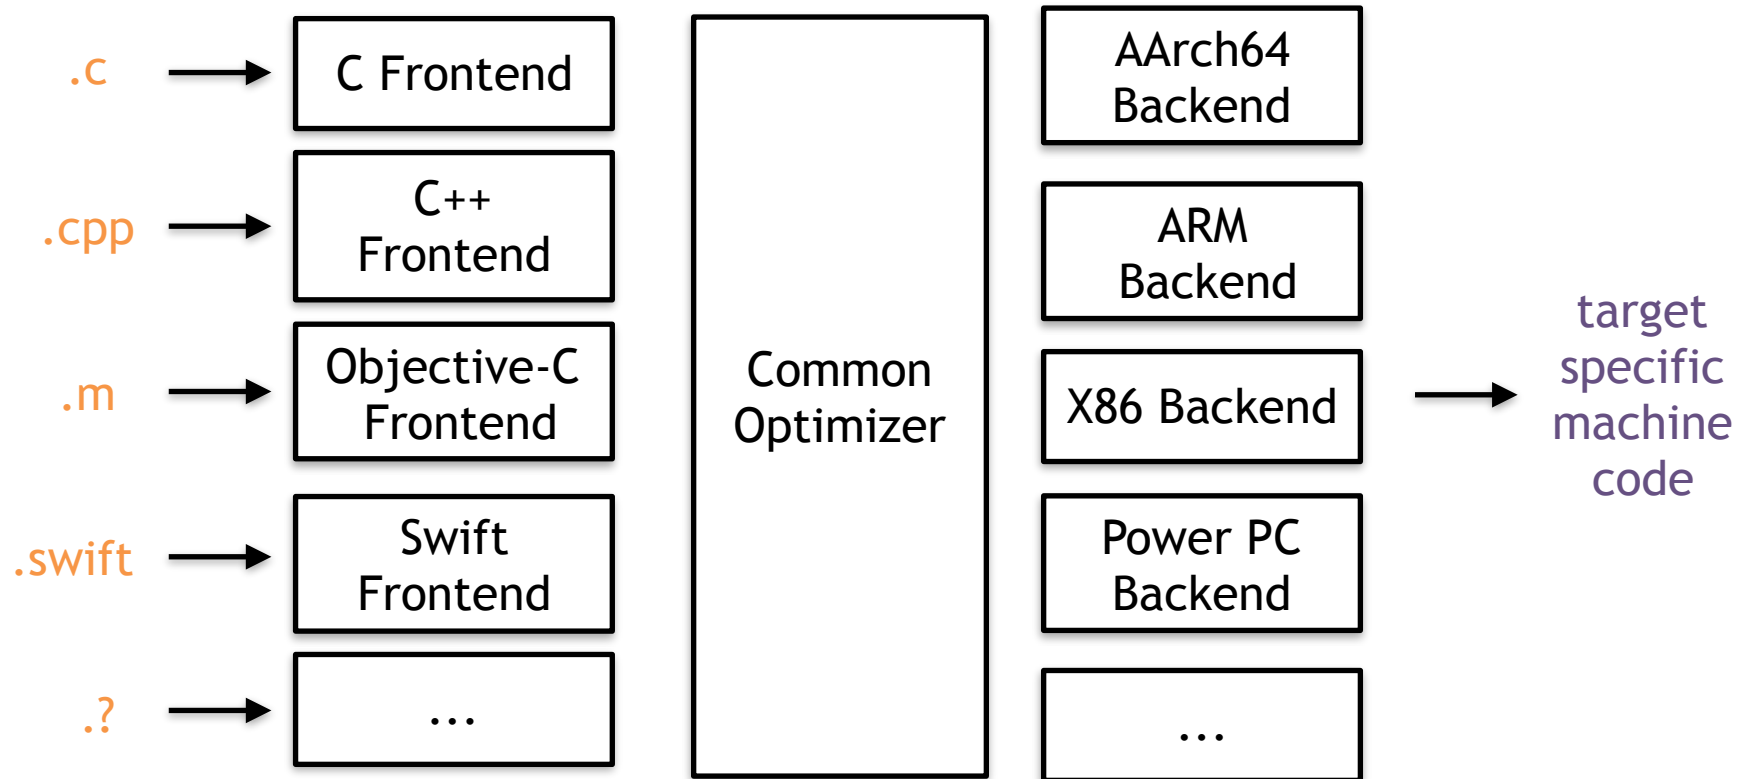 .c
C Frontend
.cpp
C++
Frontend
.m
Objective-C
Frontend
.swift
Swift
Frontend
.?
...
Common
Optimizer
AArch64
Backend
ARM
Backend
X86 Backend
Power PC
Backend
...
target
specific
machine
code